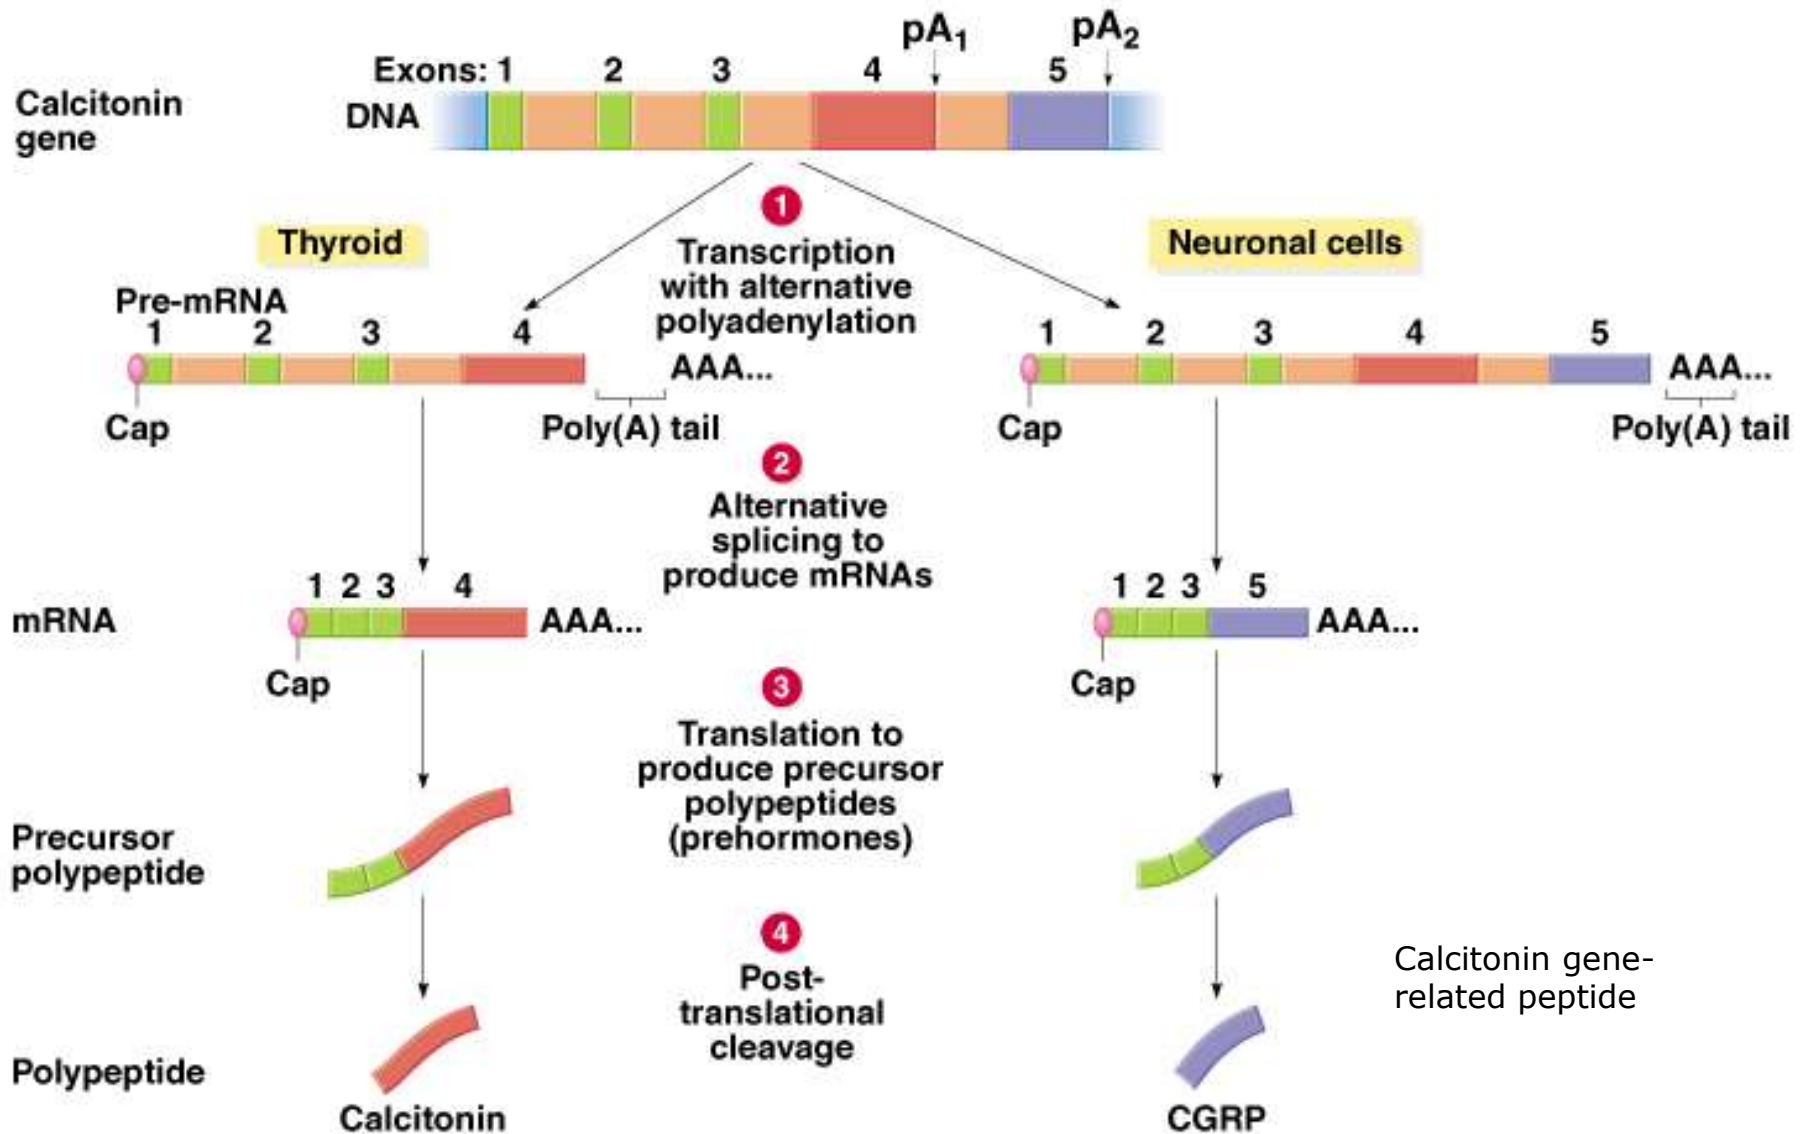 pA1
pA2
Exons: 1 2 3 4 5
Calcitonin
gene
DNA
1
Transcription
with alternative
polyadenylation
Thyroid
Neuronal cells
Pre-mRNA
1 2 3 4
AAA...
Cap
Poly(A) tail
1 2 3 4 5
AAA...
Cap
Poly(A) tail
2
Alternative
splicing to
produce mRNAs
mRNA
1 2 3 4
AAA...
Cap
1 2 3 5
AAA...
Cap
3
Translation to
produce precursor
polypeptides
(prehormones)
Precursor
polypeptide
4
Post-
translational
cleavage
Calcitonin gene-
related peptide
Polypeptide
Calcitonin
CGRP